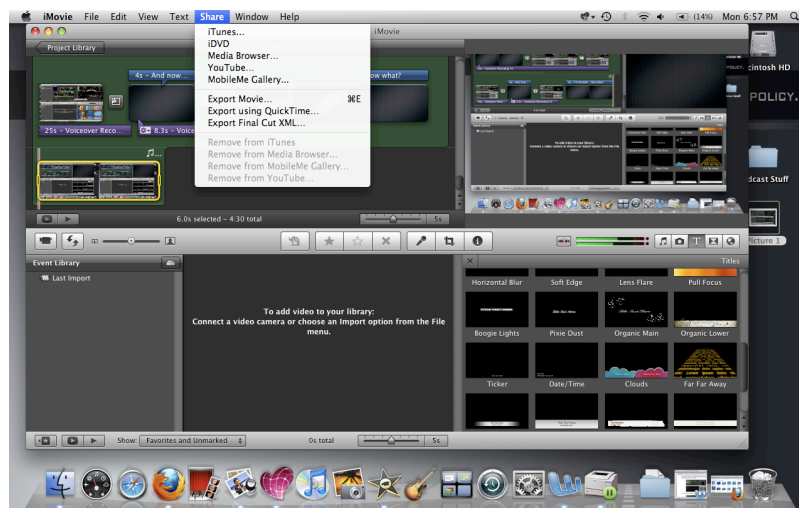 iMovie File Edit View Text Share Window Help
(14%) Mon 6:57 PM
iMovie
Project Library
iTunes...
iDVD
Media Browser...
YouTube...
MobileMe Gallery...
Export Movie... ⌘E
Export using QuickTime...
Export Final Cut XML...
Remove from iTunes
Remove from Media Browser...
Remove from MobileMe Gallery...
Remove from YouTube...
4s - And now...
ow what?
25s - Voiceover Reco...
8.3s - Voice
6.0s selected - 4:30 total
5s
cintosh HD
POLICY.
dcast Stuff
Picture 1
Event Library
Last Import
To add video to your library:
Connect a video camera or choose an Import option from the File
menu.
Titles
Horizontal Blur Soft Edge Lens Flare Pull Focus
Boogie Lights Pixie Dust Organic Main Organic Lower
Ticker Date/Time Clouds Far Far Away
Show: Favorites and Unmarked
0s total
5s